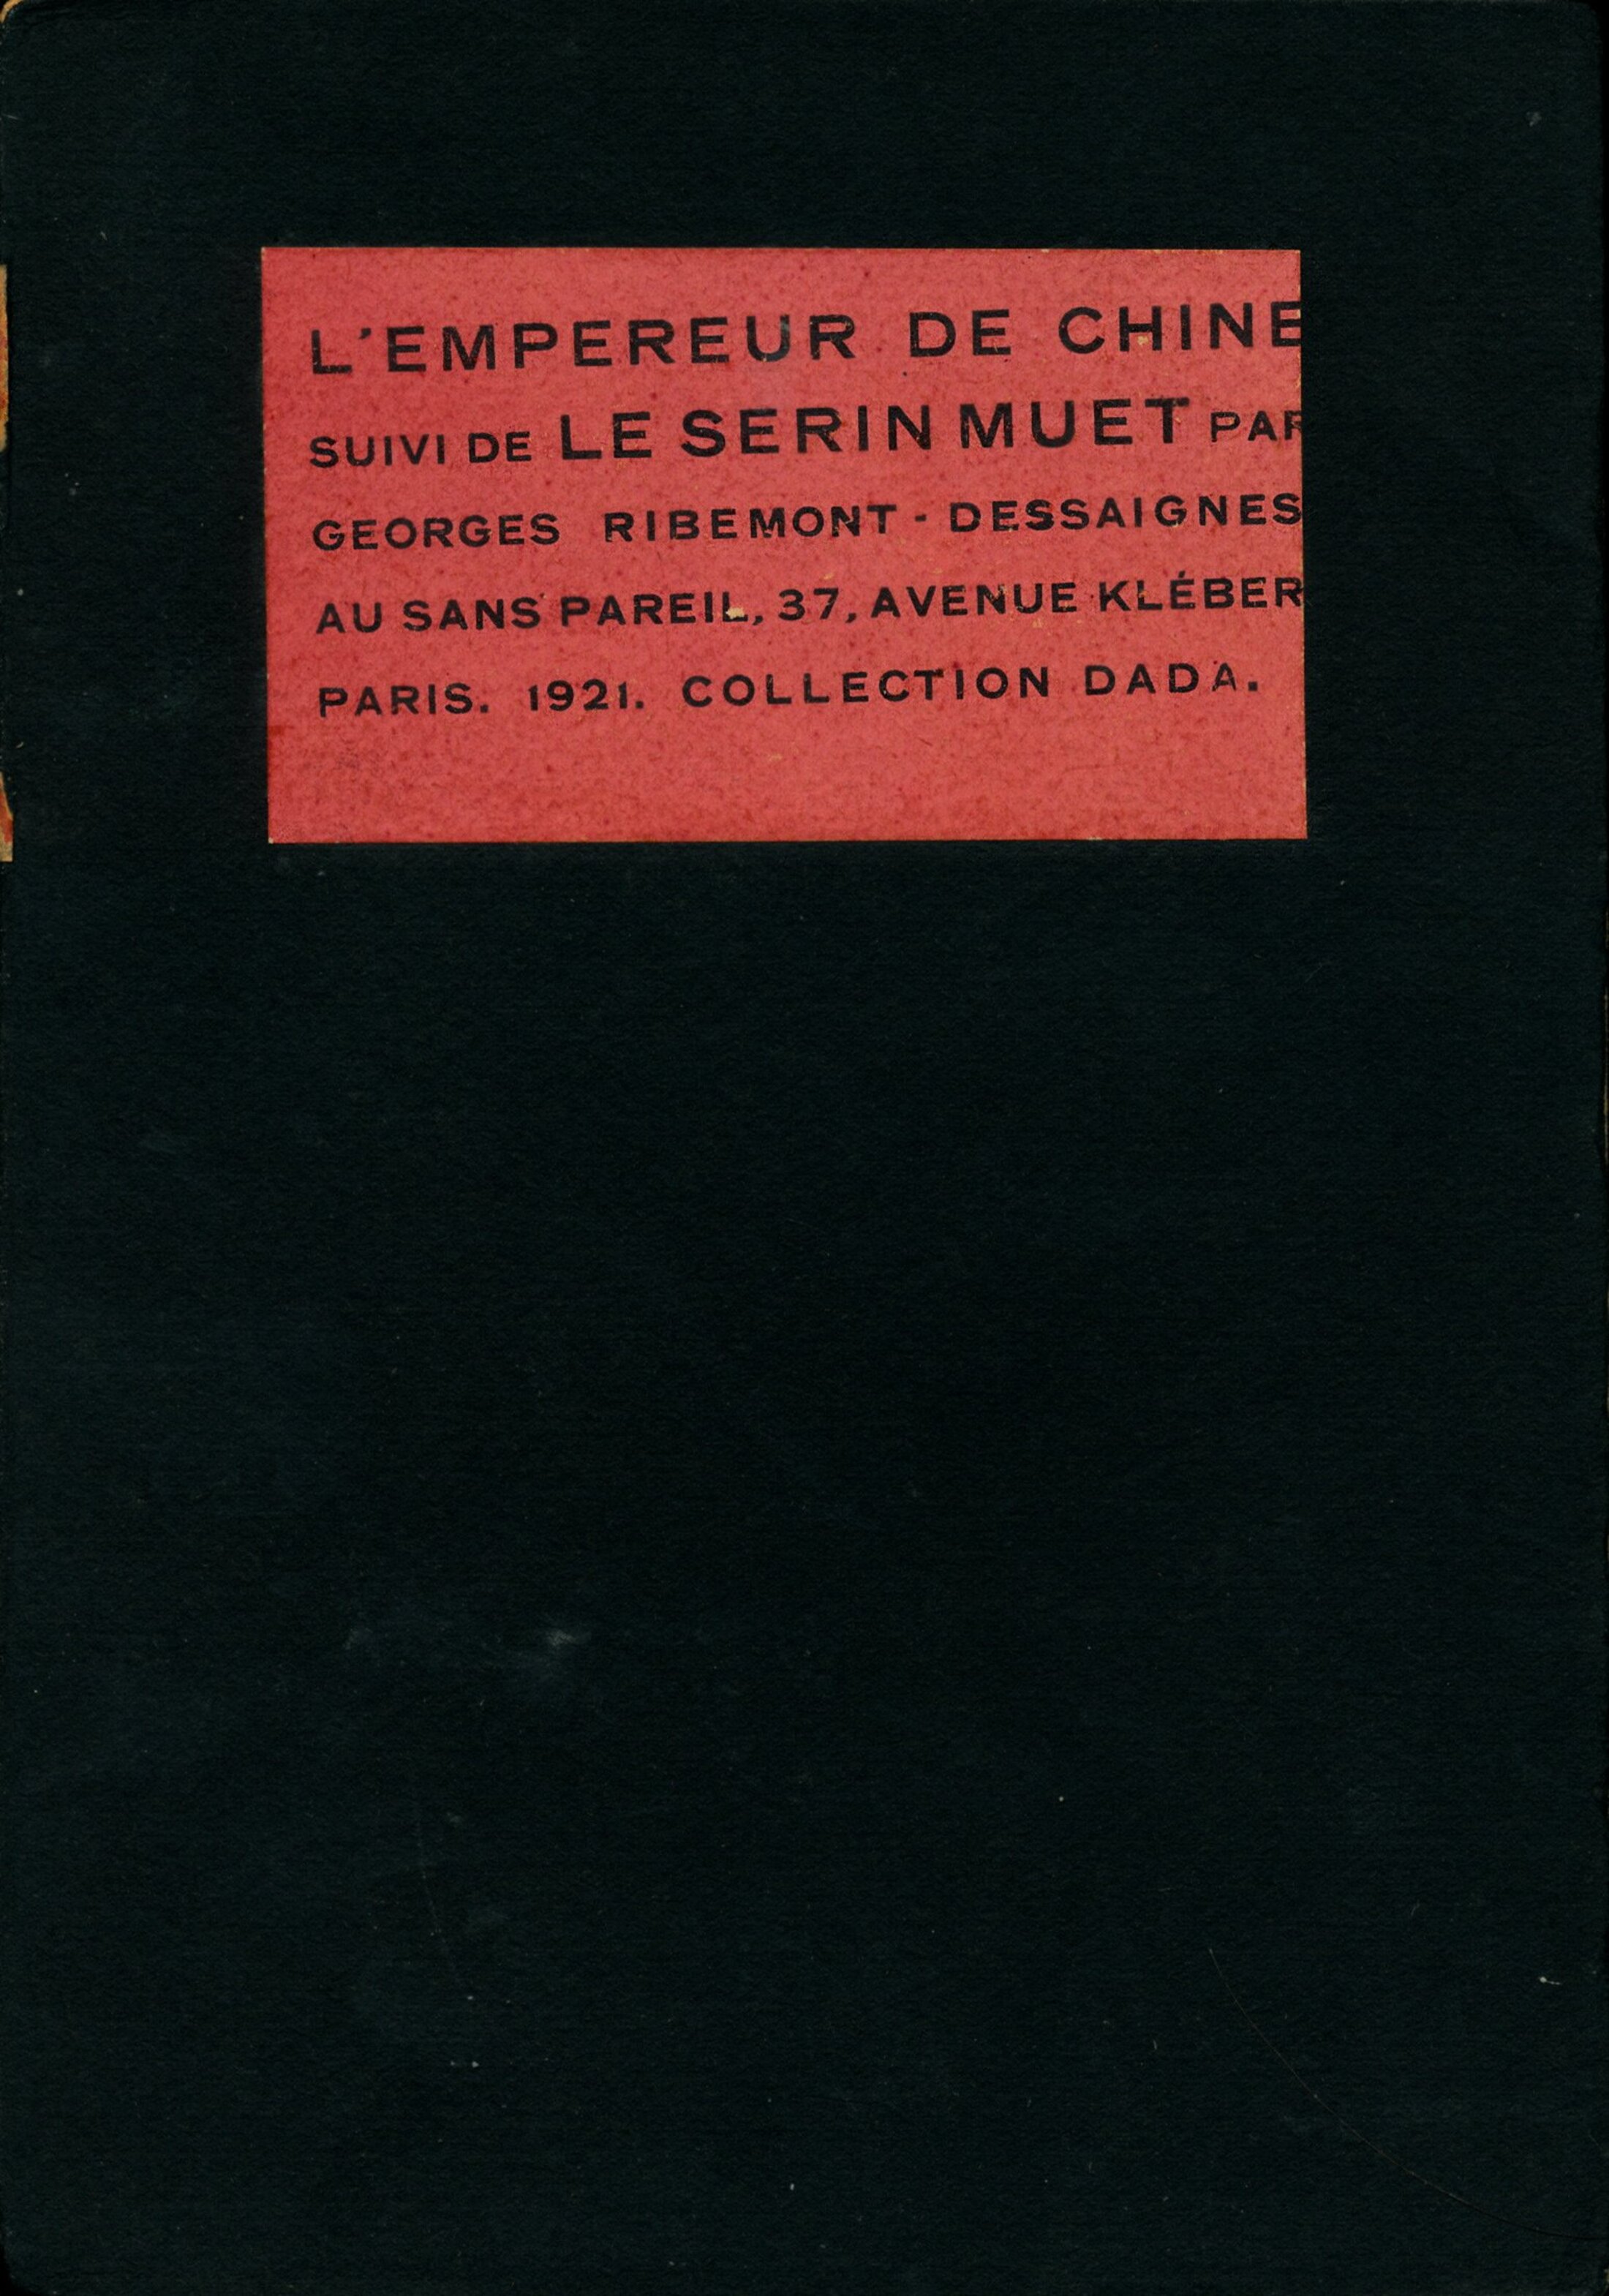 L'EMPEREUR DE CHINE
SUIVI DE LE SERIN MUET PAR
GEORGES RIBEMONT - DESSAIGNES
AU SANS PAREIL, 37, AVENUE KLÉBER
PARIS. 1921. COLLECTION DADA.